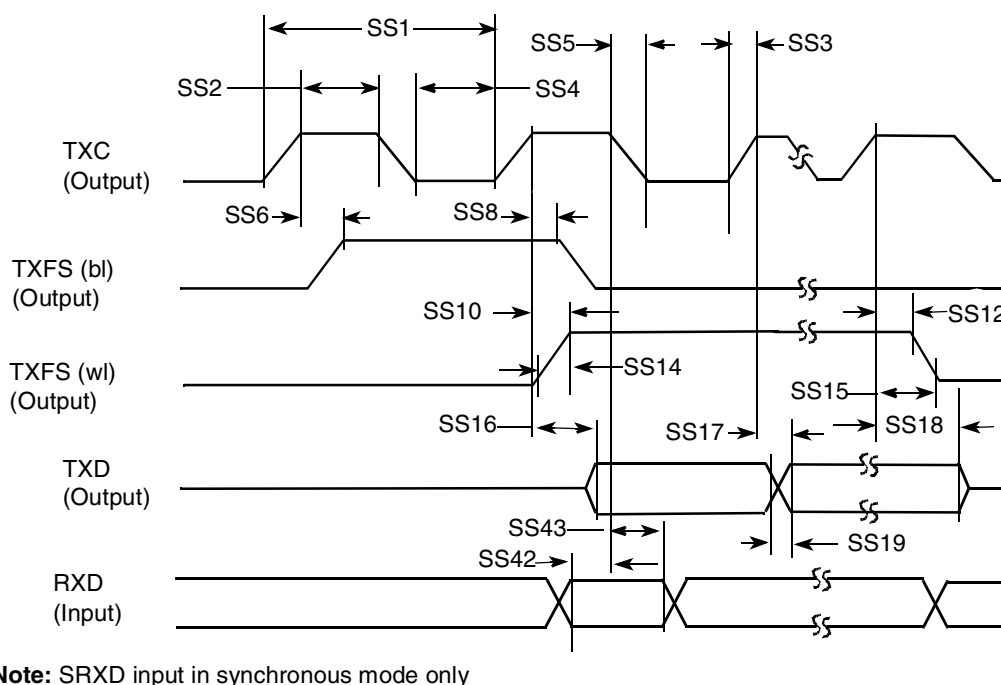 SS1
SS5
SS3
SS2
SS4
TXC
(Output)
SS6
SS8
TXFS (bl)
(Output)
SS10
SS12
TXFS (wl)
(Output)
SS14
SS15
SS16
SS17
SS18
TXD
(Output)
SS43
SS42
SS19
RXD
(Input)
Note: SRXD input in synchronous mode only